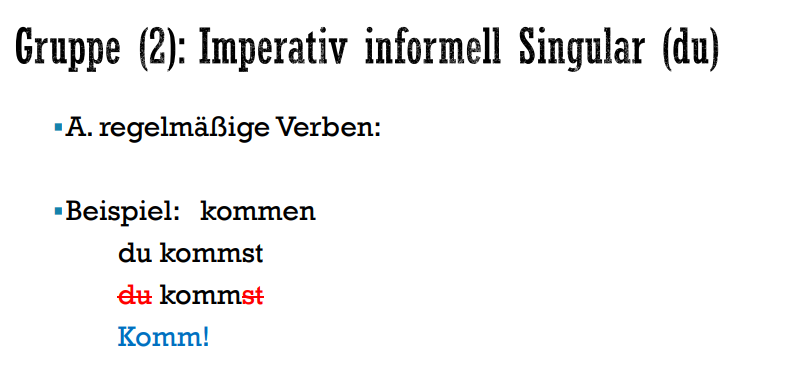 Gruppe (2): Imperativ informell Singular (du)
▪A. regelmäßige Verben:
▪Beispiel: kommen
du kommst
du kommst
Komm!